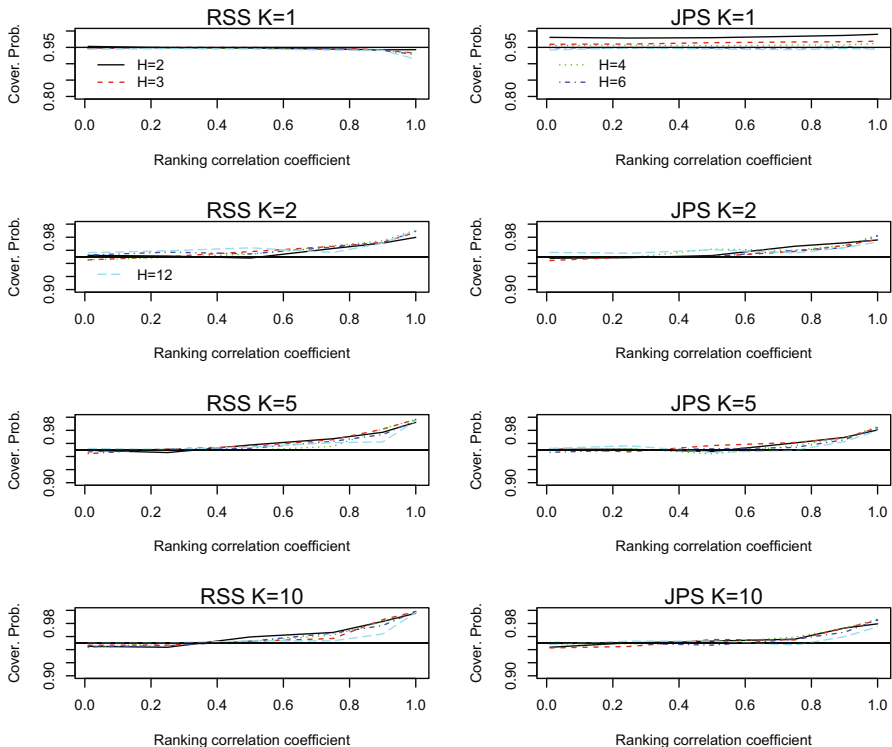 RSS K=1
JPS K=1
Cover. Prob.
0.95
0.80
H=2
H=3
0.0 0.2 0.4 0.6 0.8 1.0
Ranking correlation coefficient
Cover. Prob.
0.95
0.80
H=4
H=6
0.0 0.2 0.4 0.6 0.8 1.0
Ranking correlation coefficient
RSS K=2
JPS K=2
Cover. Prob.
0.98
0.90
H=12
0.0 0.2 0.4 0.6 0.8 1.0
Ranking correlation coefficient
Cover. Prob.
0.98
0.90
0.0 0.2 0.4 0.6 0.8 1.0
Ranking correlation coefficient
RSS K=5
JPS K=5
Cover. Prob.
0.98
0.90
0.0 0.2 0.4 0.6 0.8 1.0
Ranking correlation coefficient
Cover. Prob.
0.98
0.90
0.0 0.2 0.4 0.6 0.8 1.0
Ranking correlation coefficient
RSS K=10
JPS K=10
Cover. Prob.
0.98
0.90
0.0 0.2 0.4 0.6 0.8 1.0
Ranking correlation coefficient
Cover. Prob.
0.98
0.90
0.0 0.2 0.4 0.6 0.8 1.0
Ranking correlation coefficient